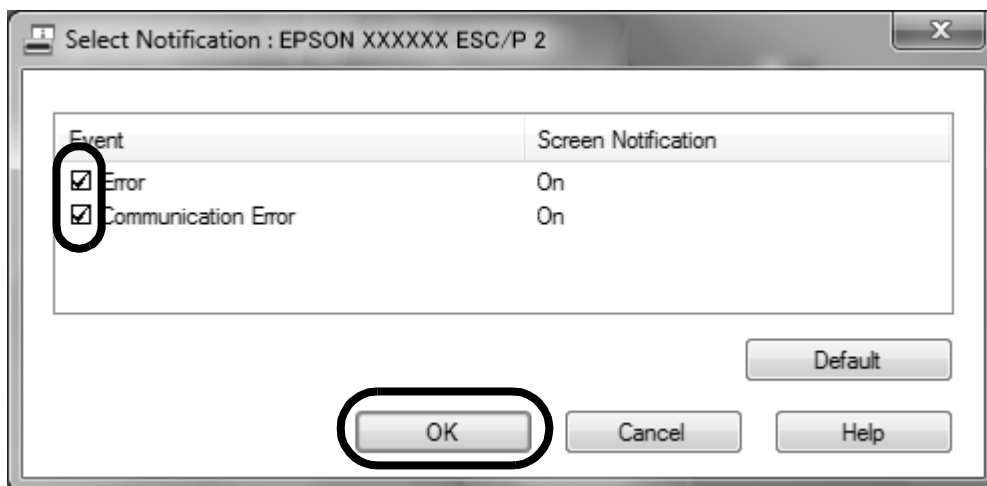 Select Notification : EPSON XXXXXX ESC/P 2
Event Screen Notification
Error On
Communication Error On
Default
OK Cancel Help